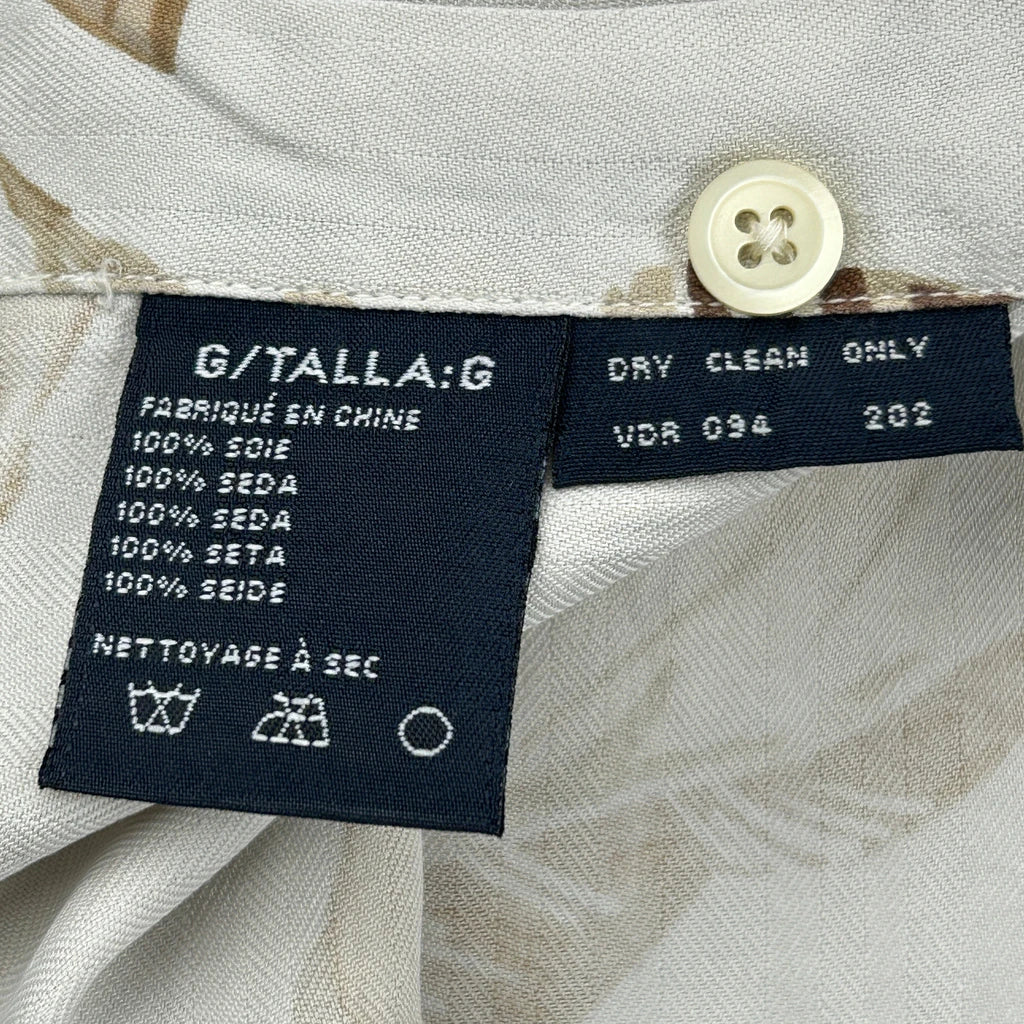 G/TALLA:G
FABRIQUÉ EN CHINE
100% SOIE
100% SEDA
100% SEDA
100% SETA
100% SEIDE
NETTOYAGE À SEC
DRY CLEAN ONLY
VDR 094 202